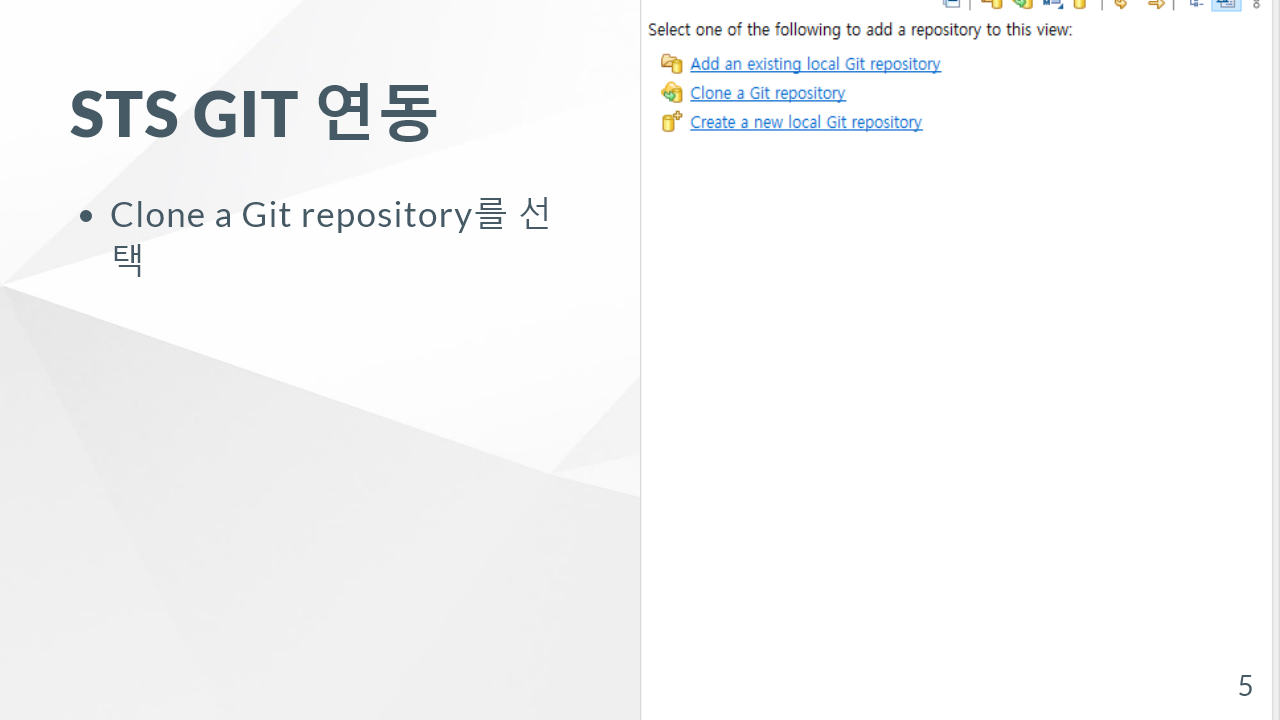 STS GIT 연동
• Clone a Git repository를 선
택
Select one of the following to add a repository to this view:
Add an existing local Git repository
Clone a Git repository
Create a new local Git repository
5